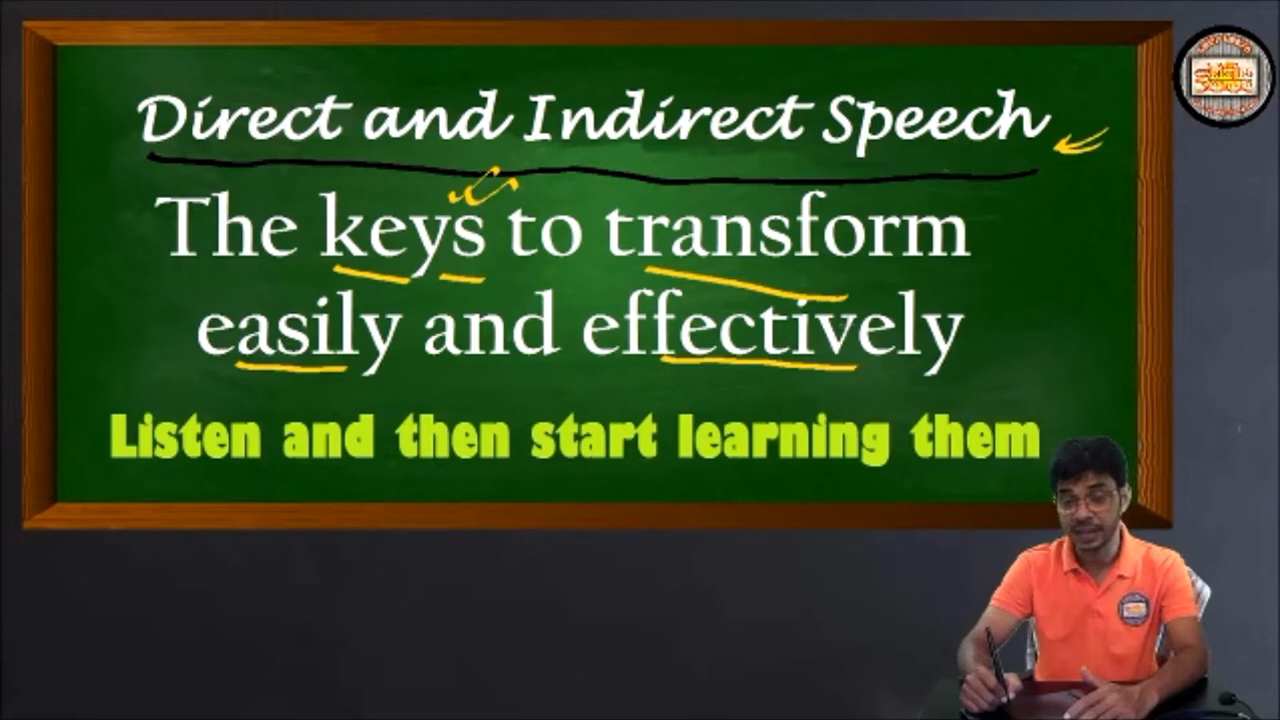 Direct and Indirect Speech
The keys to transform
easily and effectively
Listen and then start learning them